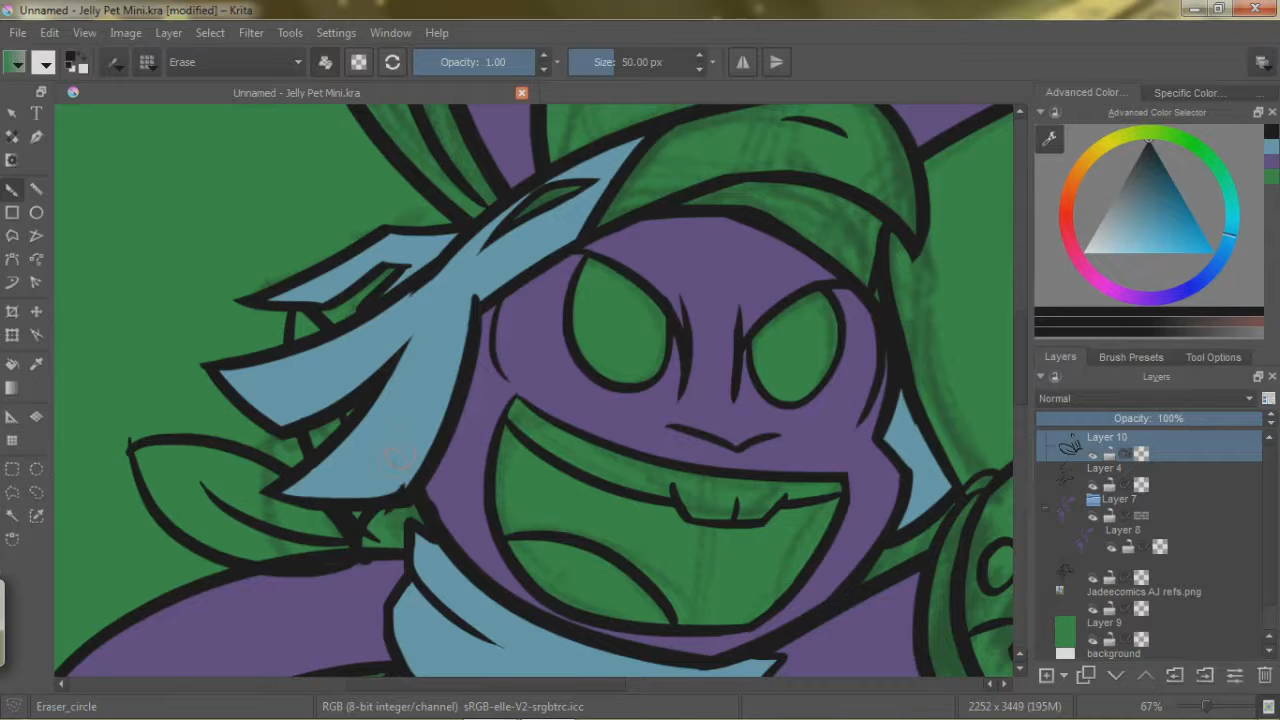 Unnamed - Jelly Pet Mini.kra [modified] – Krita
File Edit View Image Layer Select Filter Tools Settings Window Help
Erase Opacity: 1.00 Size: 50.00 px
Unnamed - Jelly Pet Mini.kra
Advanced Color... Specific Color...
Advanced Color Selector
Layers Brush Presets Tool Options
Layers
Normal
Opacity: 100%
Layer 10
Layer 4
Layer 7
Layer 8
Jadeecomics AJ refs.png
Layer 9
background
Eraser_circle RGB (8-bit integer/channel) sRGB-elle-V2-srgbtrc.icc 2252 x 3449 (195M) 67%